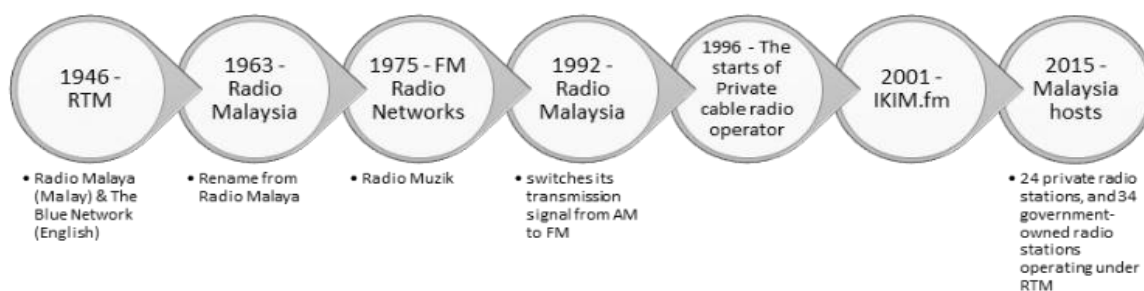 1946 -
RTM
1963 -
Radio
Malaysia
1975 - FM
Radio
Networks
1992 -
Radio
Malaysia
1996 - The
starts of
Private
cable radio
operator
2001 -
IKIM.fm
2015 -
Malaysia
hosts
• Radio Malaya
(Malay) & The
Blue Network
(English)
• Rename from
Radio Malaya
• Radio Muzik
• switches its
transmission
signal from AM
to FM
• 24 private radio
stations, and 34
government-
owned radio
stations
operating under
RTM